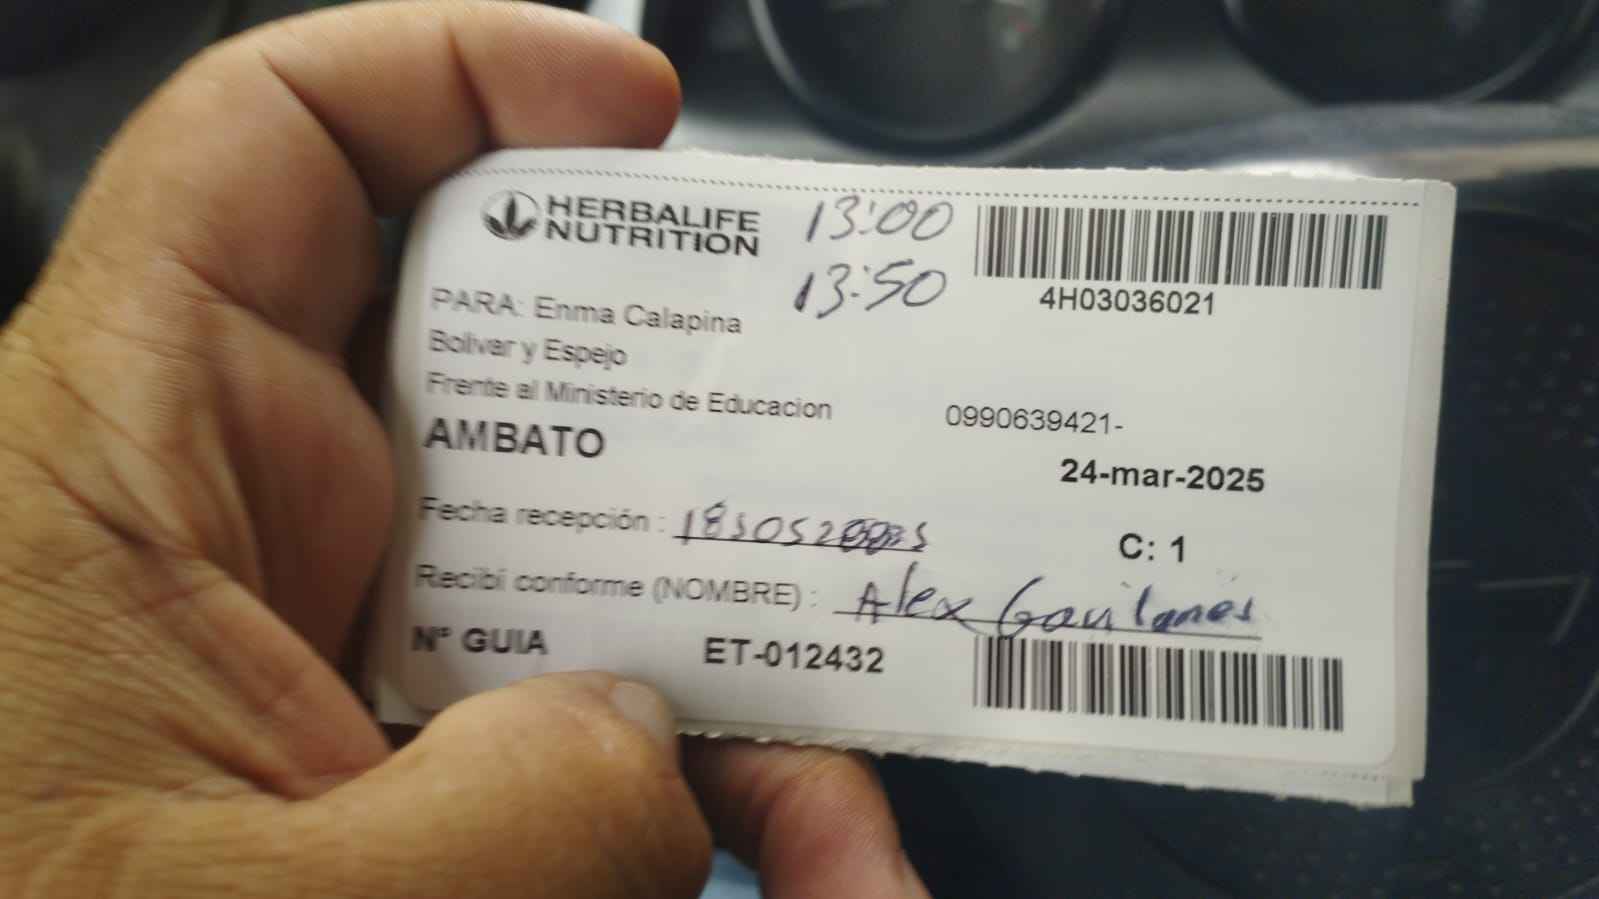 HERBALIFE
NUTRITION
13:00
13:50
4H03036021
PARA: Enma Calapina
Bolivar y Espejo
Frente al Ministerio de Educacion
0990639421-
AMBATO
24-mar-2025
Fecha recepción :
C: 1
Recibí conforme (NOMBRE) : Alex Gavilanes
N° GUIA ET-012432